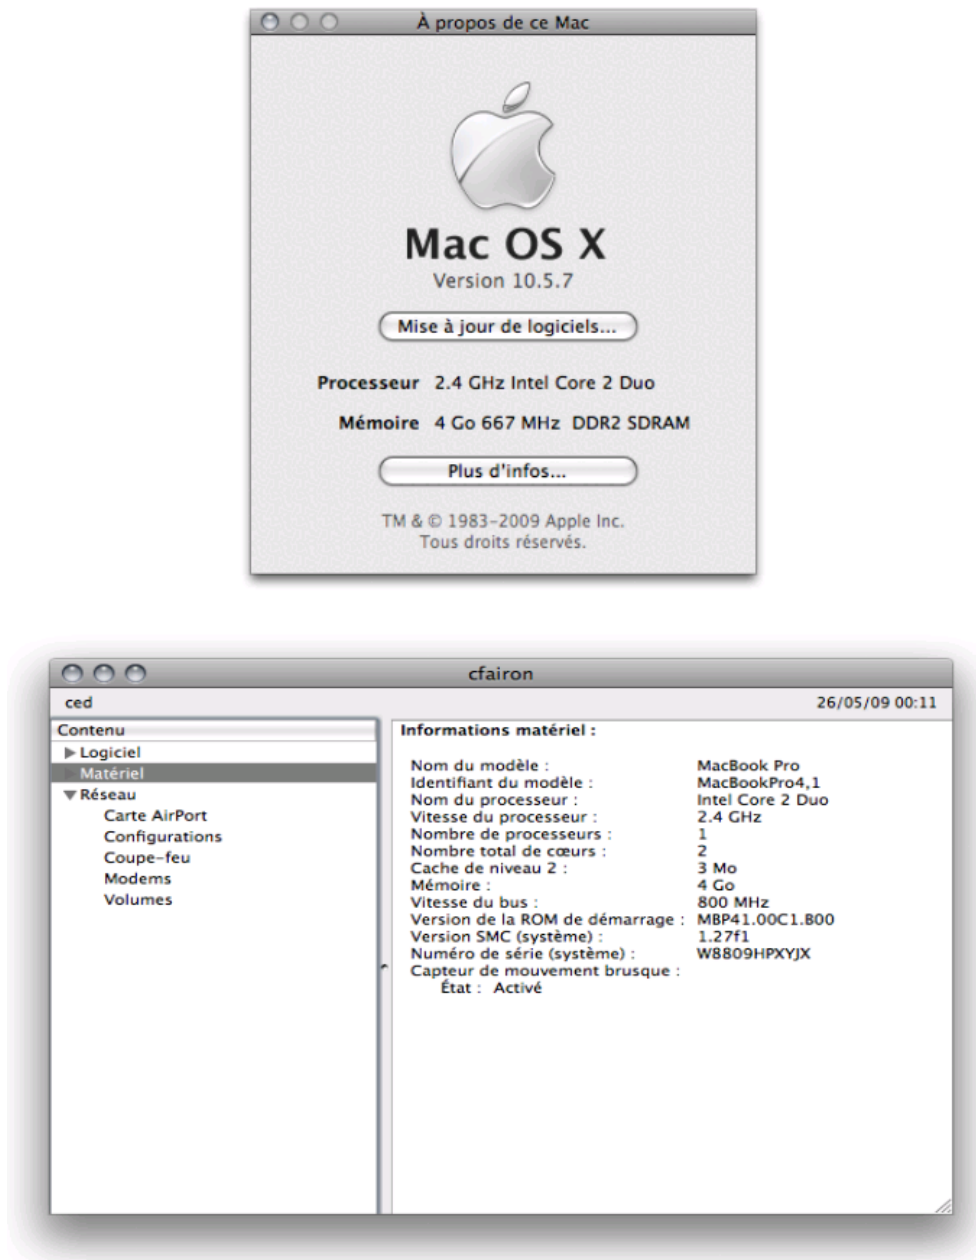 À propos de ce Mac
Mac OS X
Version 10.5.7
Mise à jour de logiciels...
Processeur 2.4 GHz Intel Core 2 Duo
Mémoire 4 Go 667 MHz DDR2 SDRAM
Plus d'infos...
TM & © 1983-2009 Apple Inc.
Tous droits réservés.
cfairon
ced 26/05/09 00:11
Contenu
Logiciel
Matériel
Réseau
Carte AirPort
Configurations
Coupe-feu
Modems
Volumes
Informations matériel :
Nom du modèle : MacBook Pro
Identifiant du modèle : MacBookPro4,1
Nom du processeur : Intel Core 2 Duo
Vitesse du processeur : 2.4 GHz
Nombre de processeurs : 1
Nombre total de cœurs : 2
Cache de niveau 2 : 3 Mo
Mémoire : 4 Go
Vitesse du bus : 800 MHz
Version de la ROM de démarrage : MBP41.00C1.B00
Version SMC (système) : 1.27f1
Numéro de série (système) : W8809HPXYJX
Capteur de mouvement brusque :
État : Activé